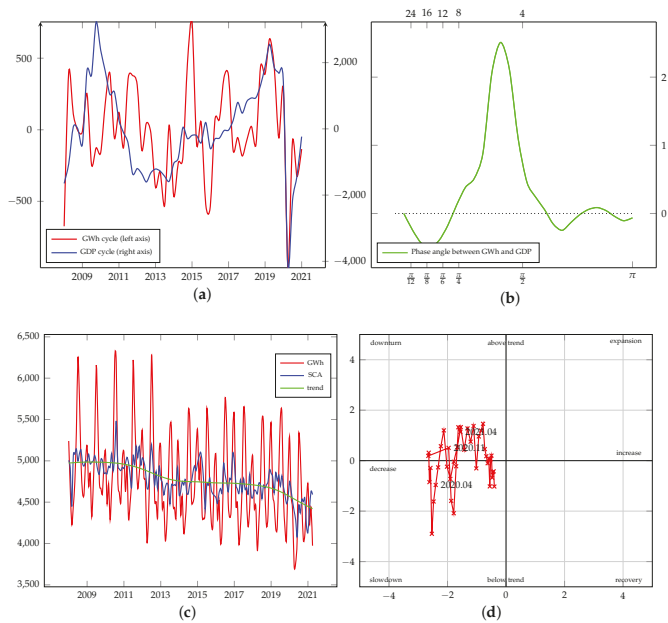 24 16 12 8 4
500
0
−500
2,000
0
−2,000
−4,000
2
1
0
GWh cycle (left axis)
GDP cycle (right axis)
Phase angle between GWh and GDP
2009 2011 2013 2015 2017 2019 2021
π/12 π/8 π/6 π/4 π/2 π
(a)
(b)
6,500
6,000
5,500
5,000
4,500
4,000
3,500
GWh
SCA
trend
2009 2011 2013 2015 2017 2019 2021
(c)
4
2
0
−2
−4
downturn above trend expansion
2021.04
2020.11
increase
decrease
2020.04
slowdown below trend recovery
−4 −2 0 2 4
(d)